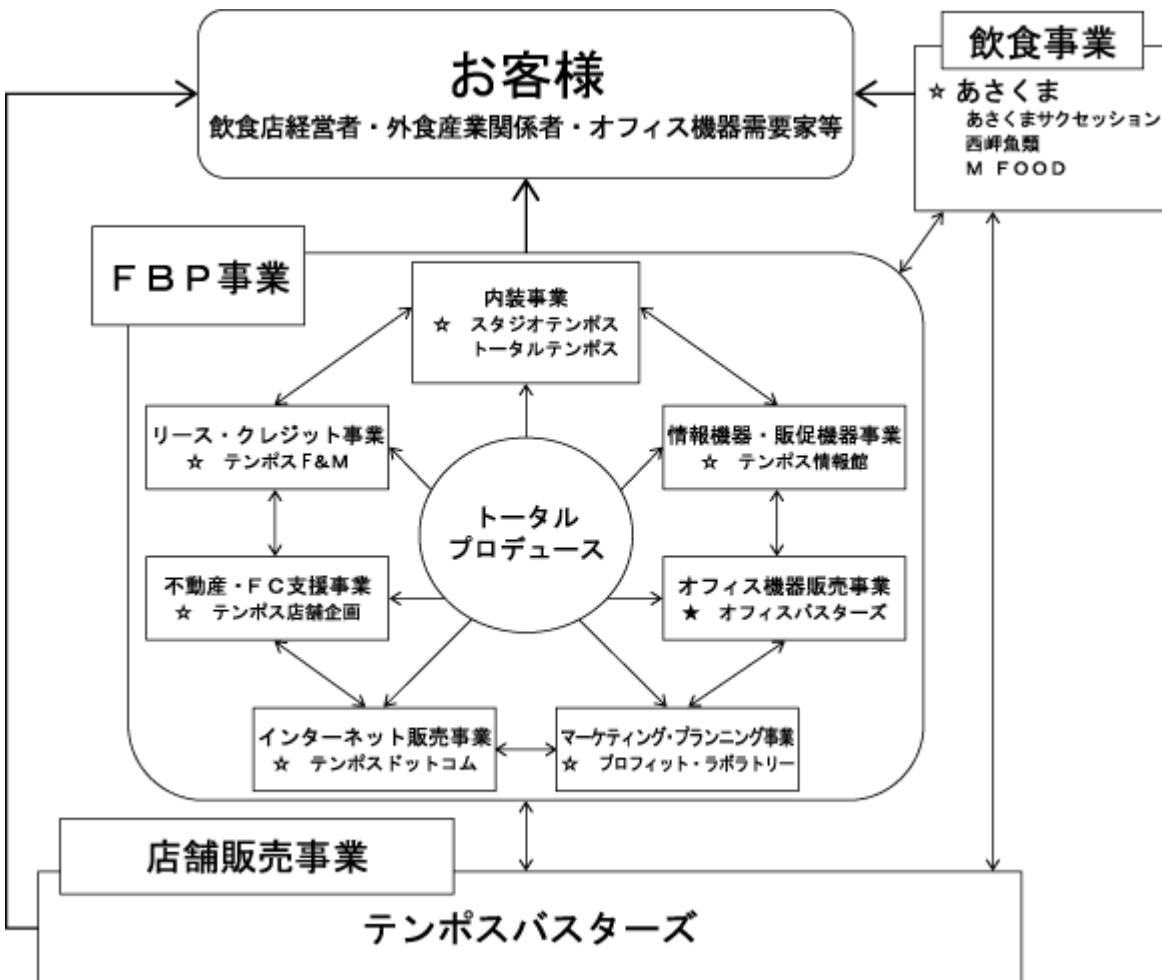 お客様
飲食店経営者・外食産業関係者・オフィス機器需要家等
飲食事業
☆ あさくま
あさくまサクセッション
西岬魚類
Ｍ ＦＯＯＤ
ＦＢＰ事業
内装事業
☆ スタジオテンポス
トータルテンポス
リース・クレジット事業
☆ テンポスF&M
情報機器・販促機器事業
☆ テンポス情報館
トータル
プロデュース
不動産・ＦＣ支援事業
☆ テンポス店舗企画
オフィス機器販売事業
★ オフィスバスターズ
インターネット販売事業
☆ テンポスドットコム
マーケティング・プランニング事業
☆ プロフィット・ラボラトリー
店舗販売事業
テンポスバスターズ